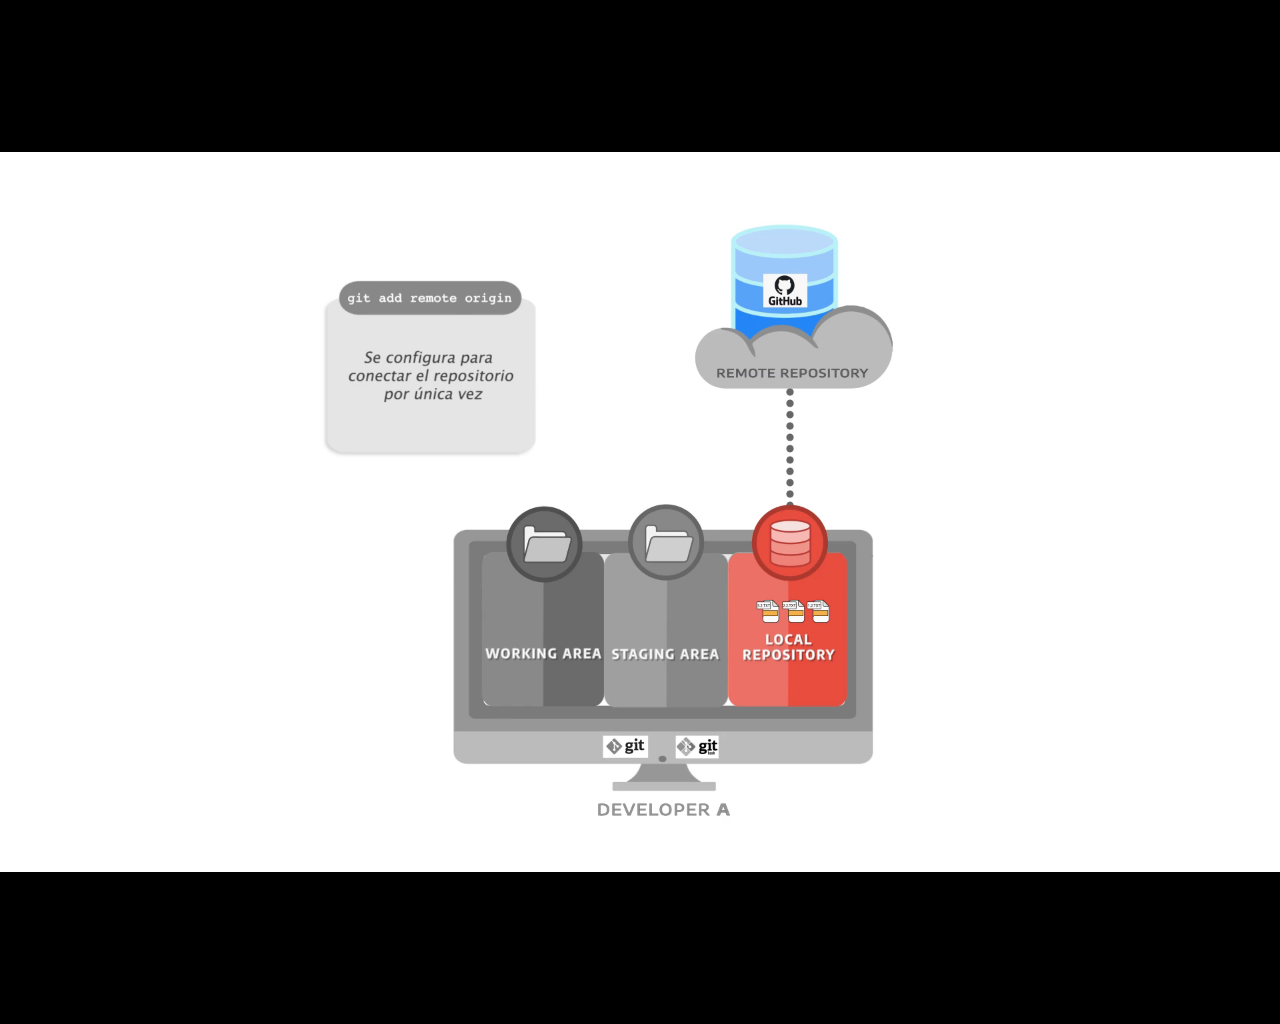 GitHub
git add remote origin
Se configura para
conectar el repositorio
por única vez
REMOTE REPOSITORY
WORKING AREA
STAGING AREA
LOCAL
REPOSITORY
git
git
DEVELOPER A